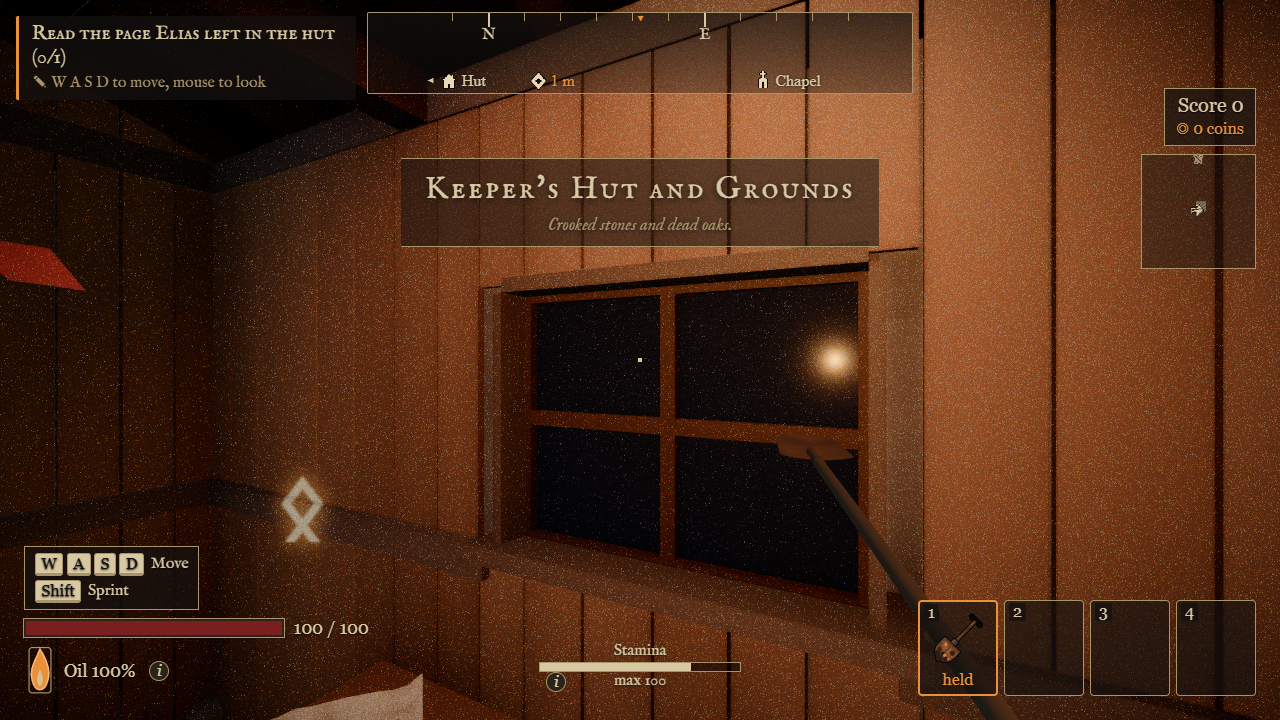 Read the page Elias left in the hut
(0/1)
W A S D to move, mouse to look
N
E
Hut
1 m
Chapel
Score 0
0 coins
Keeper's Hut and Grounds
Crooked stones and dead oaks.
W A S D Move
Shift Sprint
100 / 100
Oil 100% i
Stamina
i max 100
1 2 3 4
held